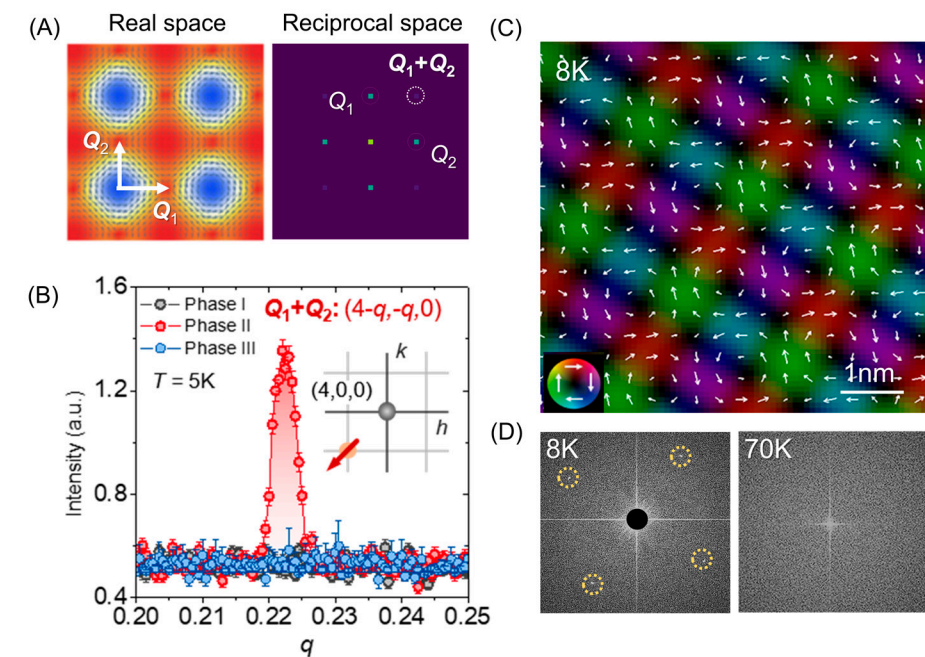 (A)
Real space
Reciprocal space
Q₂
Q₁
Q₁
Q₁+Q₂
Q₂
(B)
Phase I
Phase II
Phase III
T = 5K
Q₁+Q₂: (4-q,-q,0)
(4,0,0)
k
h
Intensity (a.u.)
1.6
1.2
0.8
0.4
0.20
0.21
0.22
0.23
0.24
0.25
q
(C)
8K
1nm
(D)
8K
70K